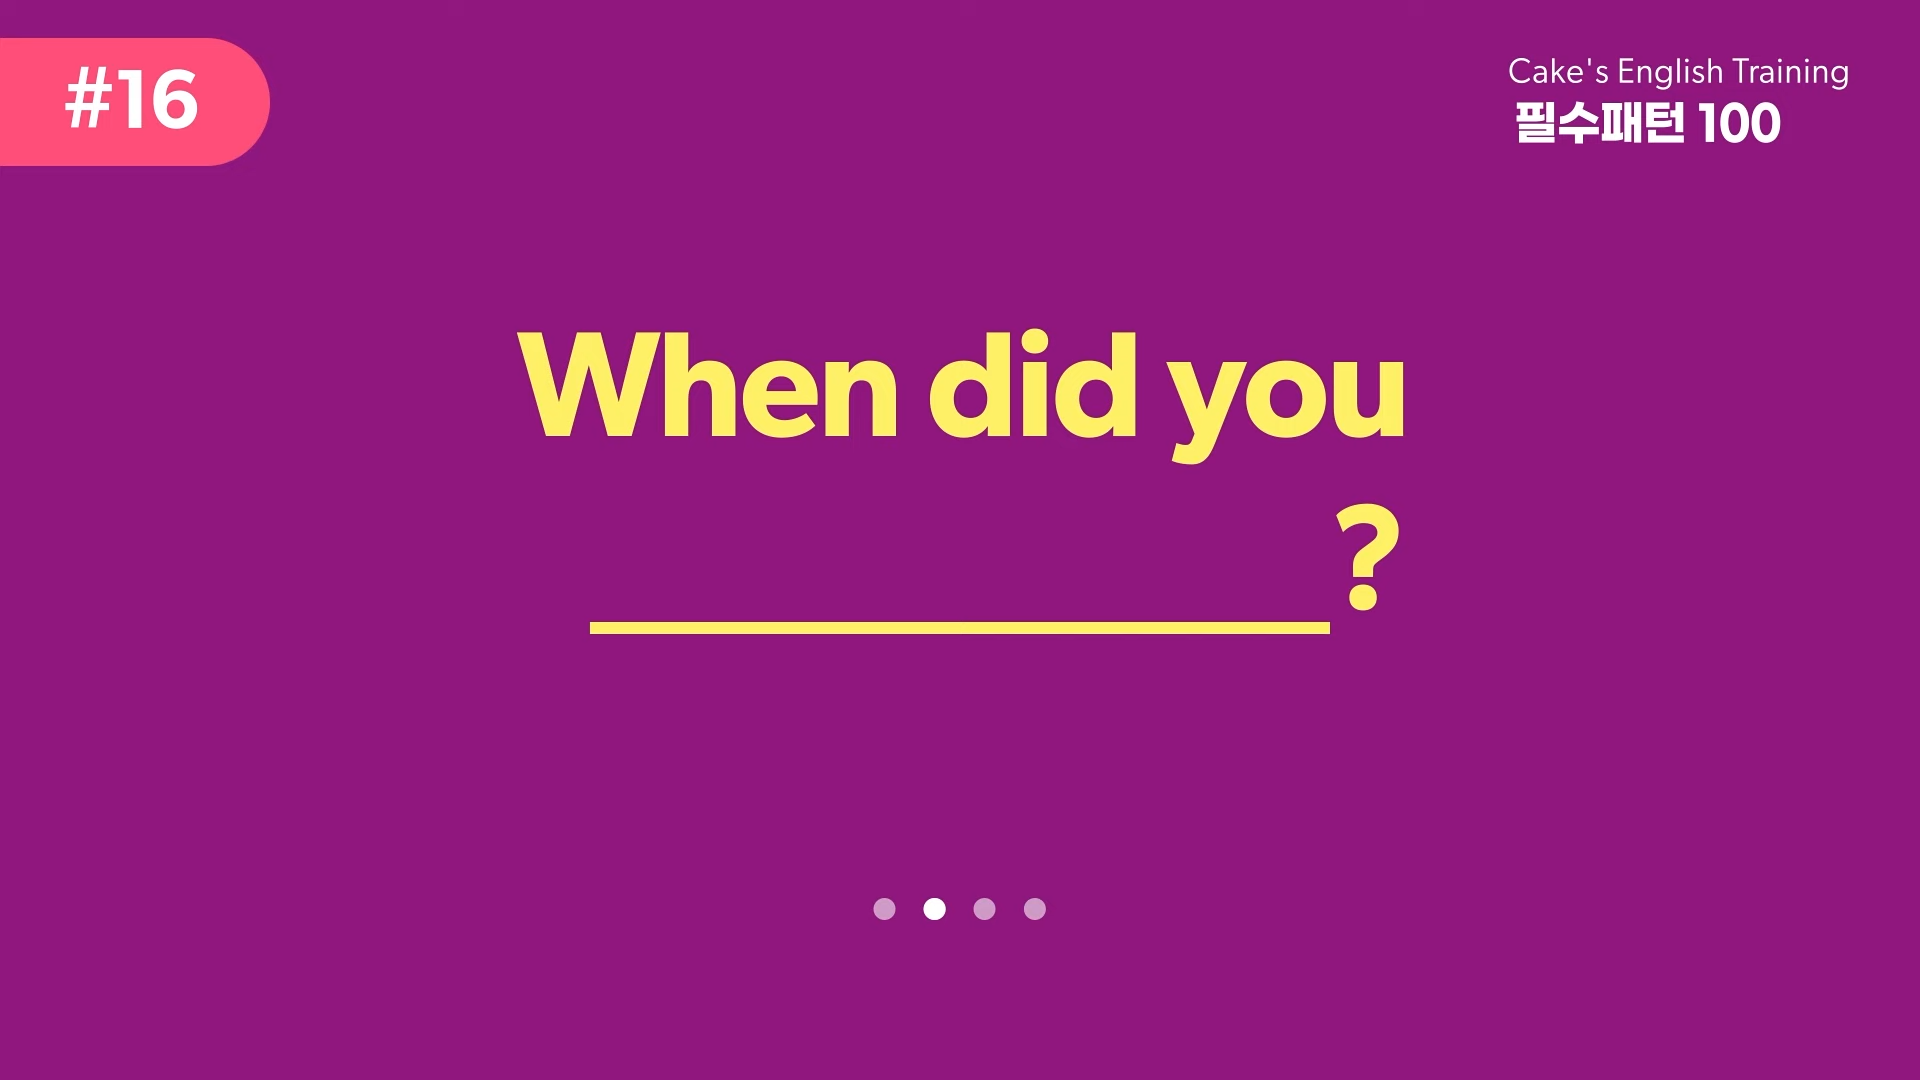 #16
Cake's English Training
필수패턴 100
When did you
?